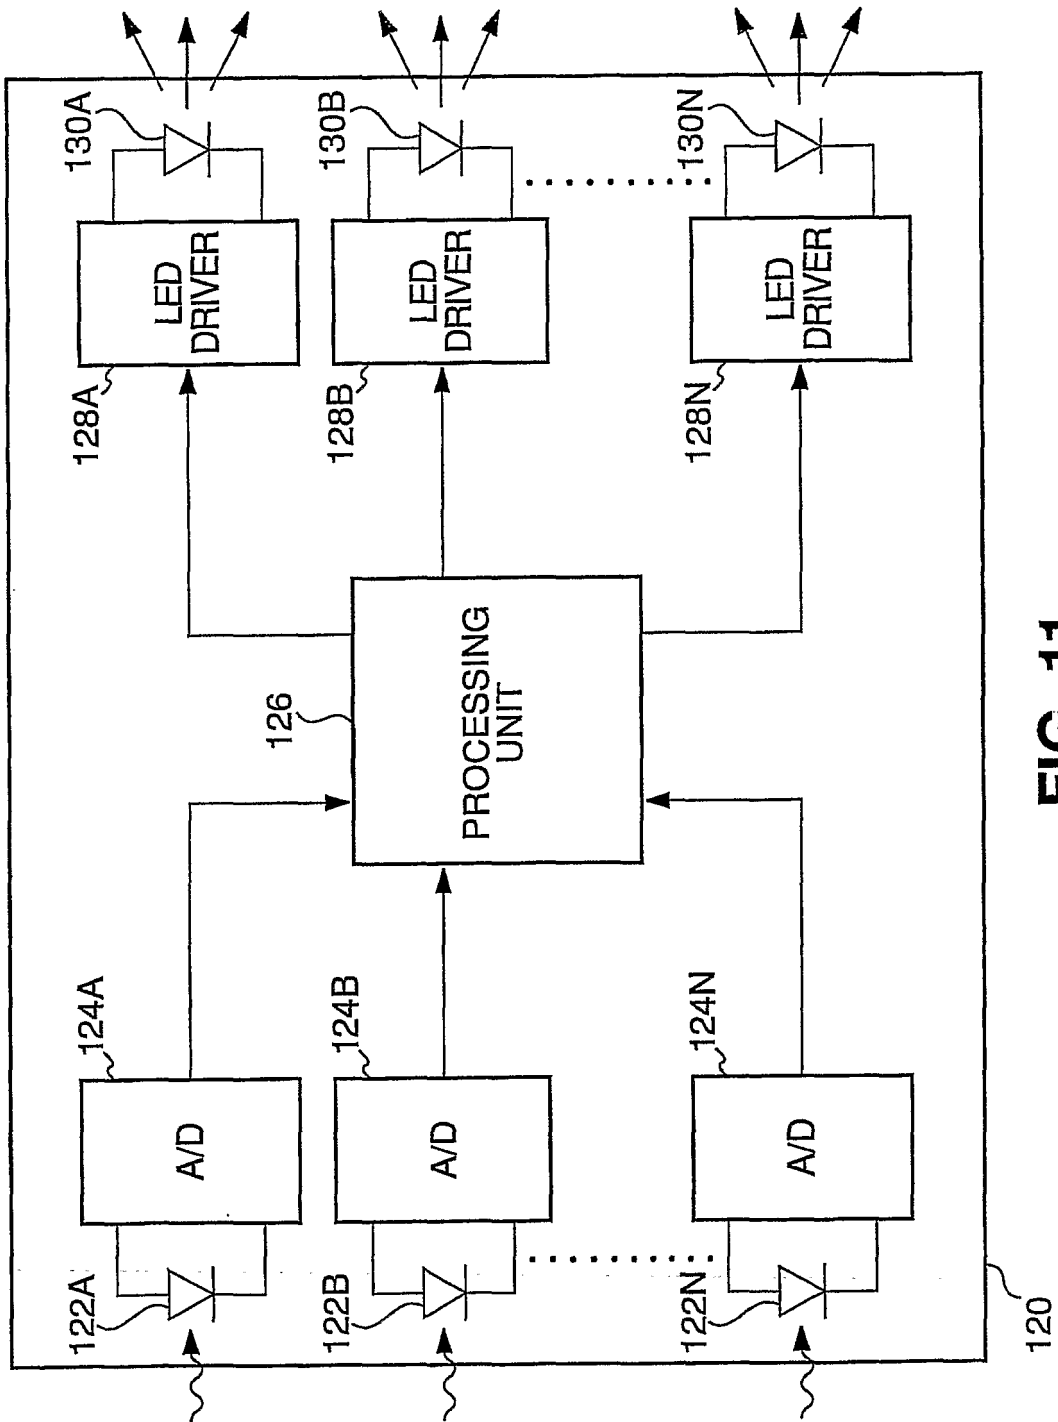 122A
124A
128A
130A
A/D
LED
DRIVER
126
122B
124B
128B
130B
A/D
PROCESSING
UNIT
LED
DRIVER
122N
124N
128N
130N
A/D
LED
DRIVER
120
FIG. 11